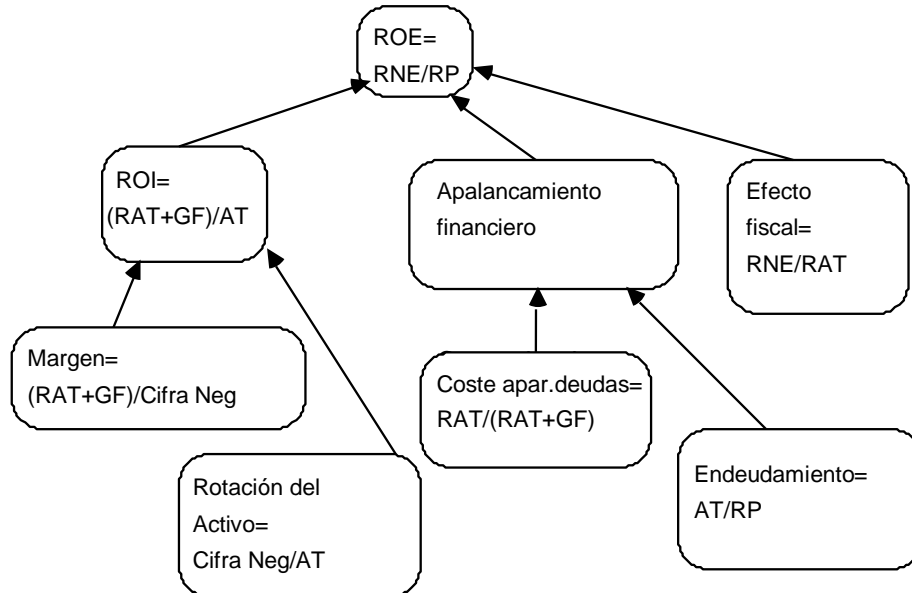 ROE=
RNE/RP
ROI=
(RAT+GF)/AT
Apalancamiento
financiero
Efecto
fiscal=
RNE/RAT
Margen=
(RAT+GF)/Cifra Neg
Coste apar.deudas=
RAT/(RAT+GF)
Rotación del
Activo=
Cifra Neg/AT
Endeudamiento=
AT/RP